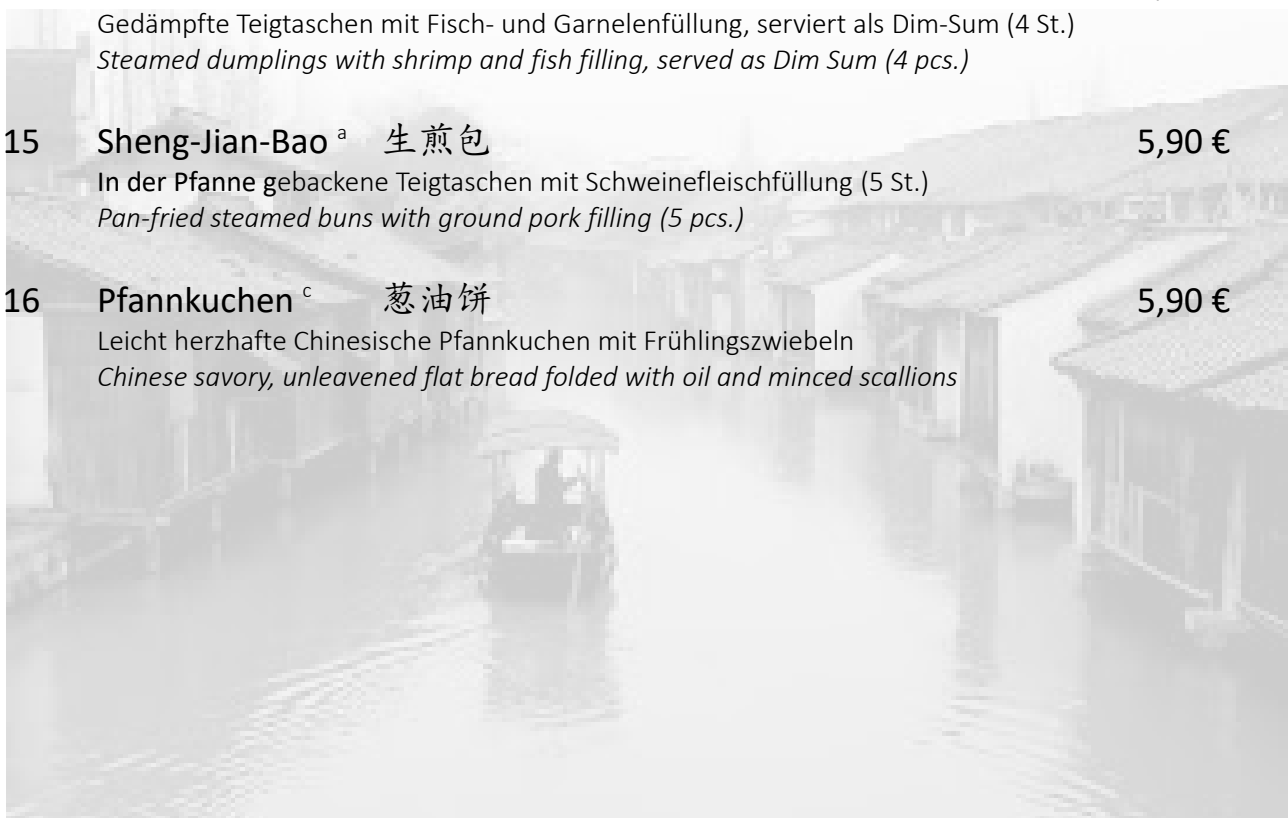 Gedämpfte Teigtaschen mit Fisch- und Garnelenfüllung, serviert als Dim-Sum (4 St.)
Steamed dumplings with shrimp and fish filling, served as Dim Sum (4 pcs.)
15 Sheng-Jian-Bao ᵃ 生煎包 5,90 €
In der Pfanne gebackene Teigtaschen mit Schweinefleischfüllung (5 St.)
Pan-fried steamed buns with ground pork filling (5 pcs.)
16 Pfannkuchen ᶜ 葱油饼 5,90 €
Leicht herzhafte Chinesische Pfannkuchen mit Frühlingszwiebeln
Chinese savory, unleavened flat bread folded with oil and minced scallions